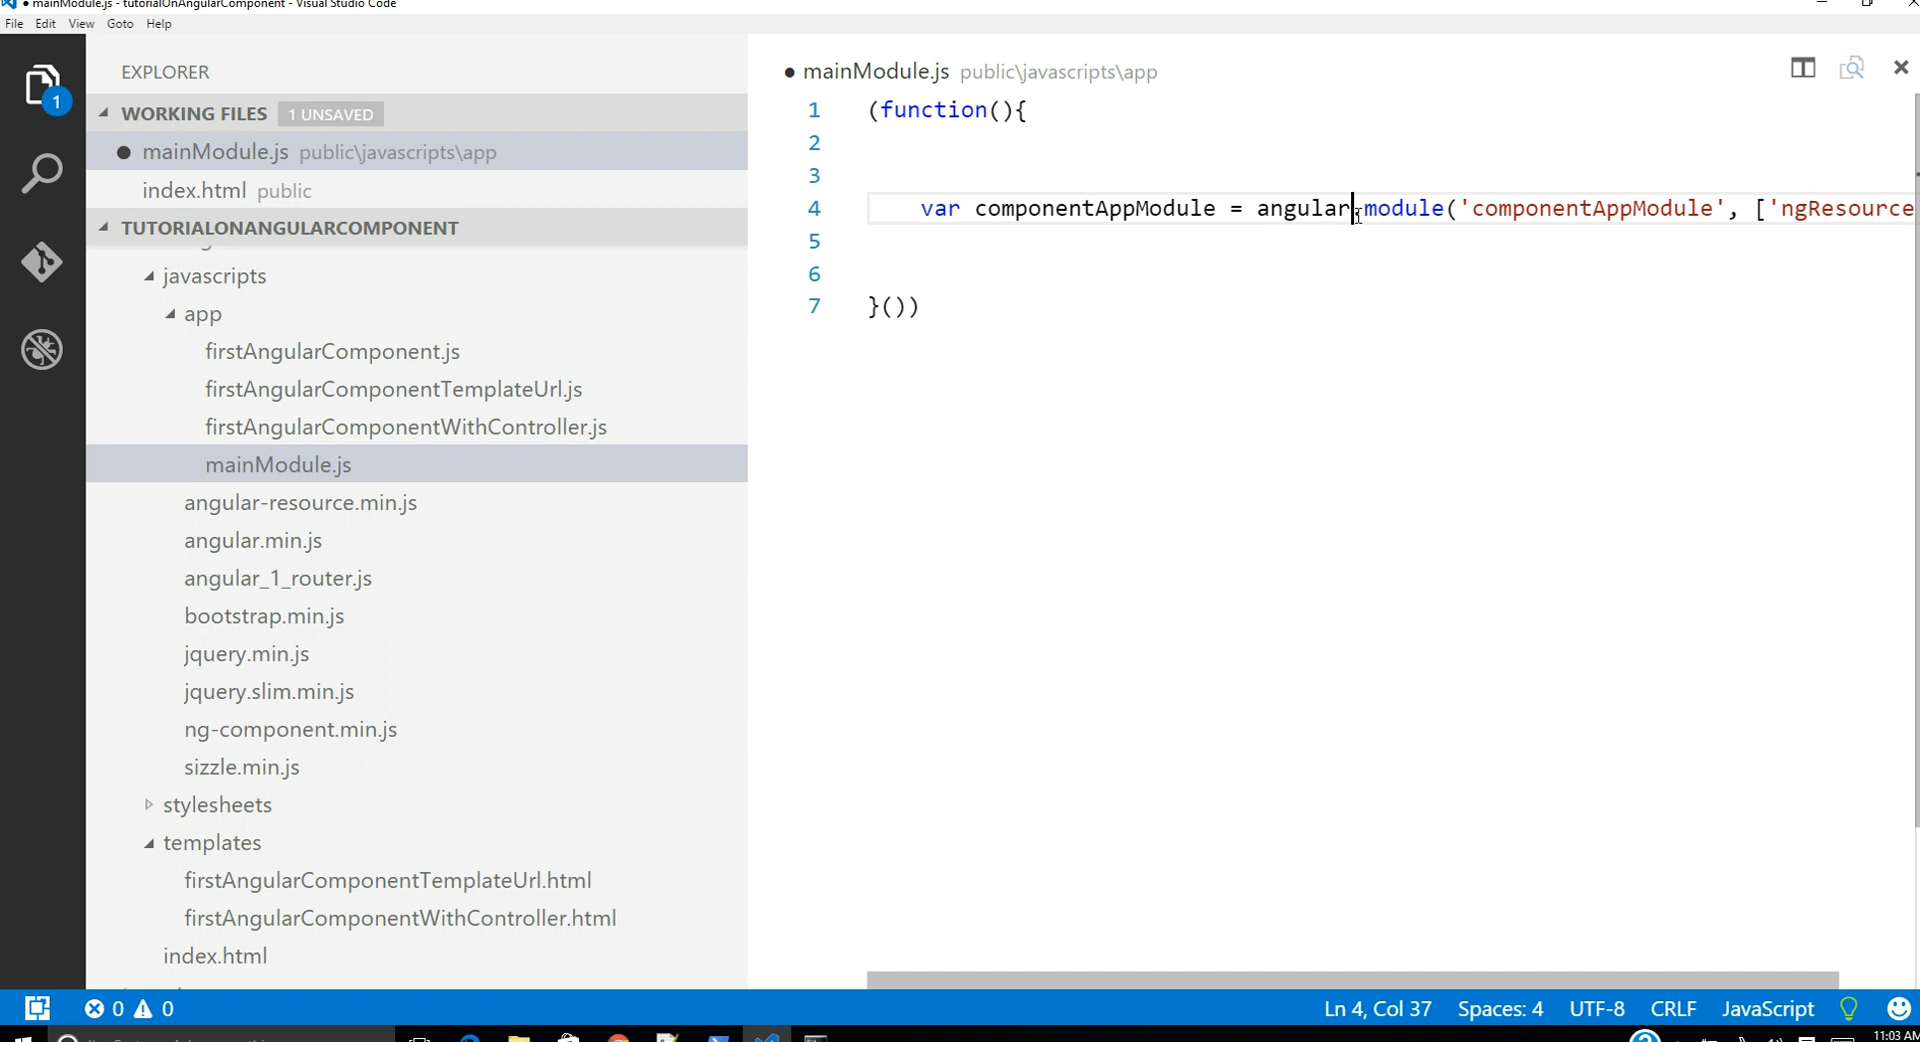 mainModule.js - tutorialOnAngularComponent - Visual Studio Code
File Edit View Goto Help
EXPLORER
WORKING FILES 1 UNSAVED
mainModule.js public\javascripts\app
index.html public
TUTORIALONANGULARCOMPONENT
javascripts
app
firstAngularComponent.js
firstAngularComponentTemplateUrl.js
firstAngularComponentWithController.js
mainModule.js
angular-resource.min.js
angular.min.js
angular_1_router.js
bootstrap.min.js
jquery.min.js
jquery.slim.min.js
ng-component.min.js
sizzle.min.js
stylesheets
templates
firstAngularComponentTemplateUrl.html
firstAngularComponentWithController.html
index.html
1
mainModule.js public\javascripts\app
1 (function(){
2
3
4 var componentAppModule = angular.module('componentAppModule', ['ngResource
5
6
7 }())
0 0
Ln 4, Col 37 Spaces: 4 UTF-8 CRLF JavaScript
11:03 AM